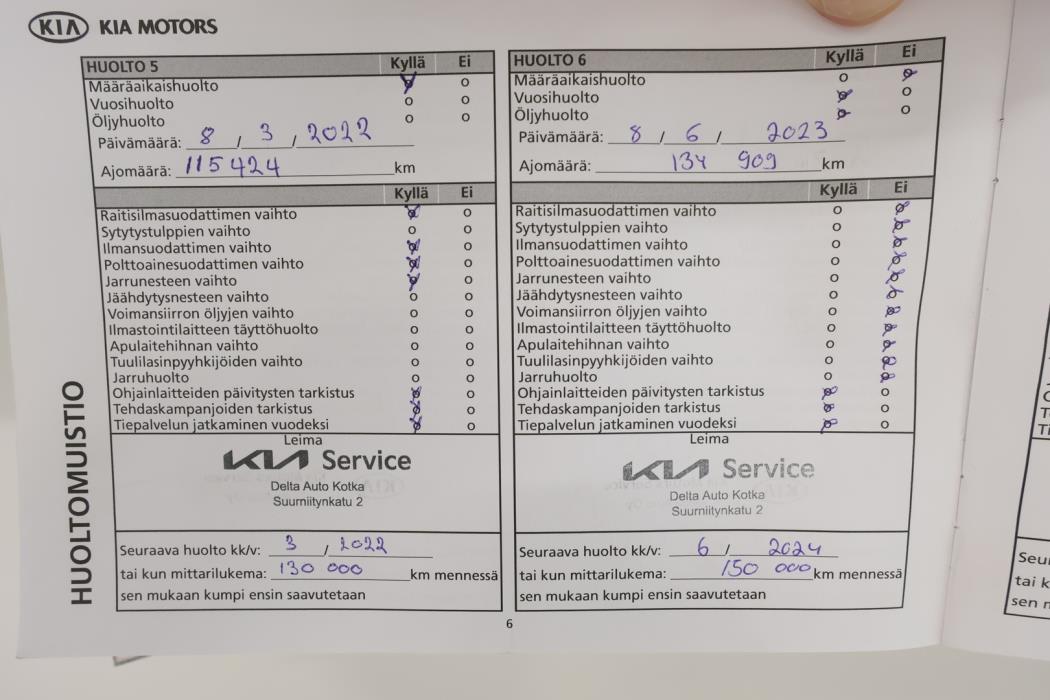 KIA KIA MOTORS
HUOLTOMUISTIO
HUOLTO 5 Kyllä Ei
Määräaikaishuolto
Vuosihuolto
Öljyhuolto
Päivämäärä: 8 / 3 / 2022
Ajomäärä: 115 424 km
Kyllä Ei
Raitisilmasuodattimen vaihto
Sytytystulppien vaihto
Ilmansuodattimen vaihto
Polttoainesuodattimen vaihto
Jarrunesteen vaihto
Jäähdytysnesteen vaihto
Voimansiirron öljyjen vaihto
Ilmastointilaitteen täyttöhuolto
Apulaitehihnan vaihto
Tuulilasinpyyhkijöiden vaihto
Jarruhuolto
Ohjainlaitteiden päivitysten tarkistus
Tehdaskampanjoiden tarkistus
Tiepalvelun jatkaminen vuodeksi
Leima
KIA Service
Delta Auto Kotka
Suurniitynkatu 2
Seuraava huolto kk/v: 3 / 2022
tai kun mittarilukema: 130 000 km mennessä
sen mukaan kumpi ensin saavutetaan
HUOLTO 6 Kyllä Ei
Määräaikaishuolto
Vuosihuolto
Öljyhuolto
Päivämäärä: 8 / 6 / 2023
Ajomäärä: 134 909 km
Kyllä Ei
Raitisilmasuodattimen vaihto
Sytytystulppien vaihto
Ilmansuodattimen vaihto
Polttoainesuodattimen vaihto
Jarrunesteen vaihto
Jäähdytysnesteen vaihto
Voimansiirron öljyjen vaihto
Ilmastointilaitteen täyttöhuolto
Apulaitehihnan vaihto
Tuulilasinpyyhkijöiden vaihto
Jarruhuolto
Ohjainlaitteiden päivitysten tarkistus
Tehdaskampanjoiden tarkistus
Tiepalvelun jatkaminen vuodeksi
Leima
KIA Service
Delta Auto Kotka
Suurniitynkatu 2
Seuraava huolto kk/v: 6 / 2024
tai kun mittarilukema: 150 000 km mennessä
sen mukaan kumpi ensin saavutetaan
6
tai k
sen m